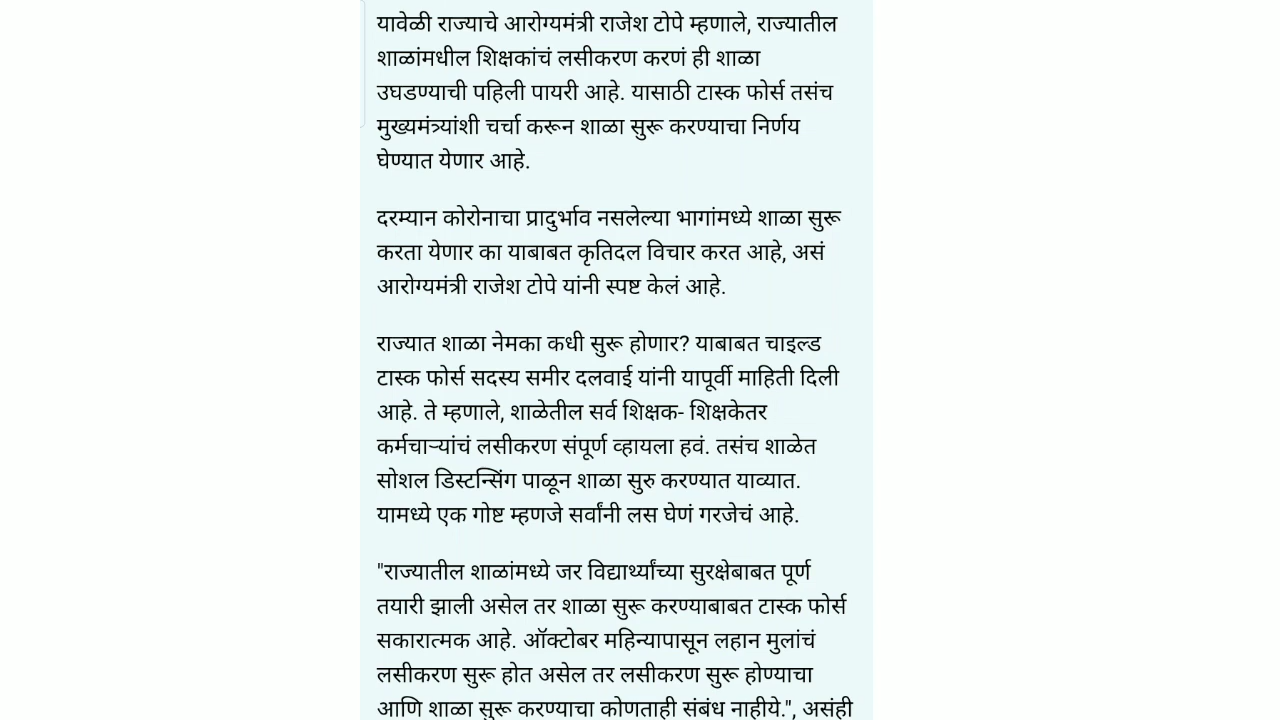 यावेळी राज्याचे आरोग्यमंत्री राजेश टोपे म्हणाले, राज्यातील
शाळांमधील शिक्षकांचं लसीकरण करणं ही शाळा
उघडण्याची पहिली पायरी आहे. यासाठी टास्क फोर्स तसंच
मुख्यमंत्र्यांशी चर्चा करून शाळा सुरू करण्याचा निर्णय
घेण्यात येणार आहे.
दरम्यान कोरोनाचा प्रादुर्भाव नसलेल्या भागांमध्ये शाळा सुरू
करता येणार का याबाबत कृतिदल विचार करत आहे, असं
आरोग्यमंत्री राजेश टोपे यांनी स्पष्ट केलं आहे.
राज्यात शाळा नेमका कधी सुरू होणार? याबाबत चाइल्ड
टास्क फोर्स सदस्य समीर दलवाई यांनी यापूर्वी माहिती दिली
आहे. ते म्हणाले, शाळेतील सर्व शिक्षक- शिक्षकेतर
कर्मचाऱ्यांचं लसीकरण संपूर्ण व्हायला हवं. तसंच शाळेत
सोशल डिस्टन्सिंग पाळून शाळा सुरु करण्यात याव्यात.
यामध्ये एक गोष्ट म्हणजे सर्वांनी लस घेणं गरजेचं आहे.
"राज्यातील शाळांमध्ये जर विद्यार्थ्यांच्या सुरक्षेबाबत पूर्ण
तयारी झाली असेल तर शाळा सुरू करण्याबाबत टास्क फोर्स
सकारात्मक आहे. ऑक्टोबर महिन्यापासून लहान मुलांचं
लसीकरण सुरू होत असेल तर लसीकरण सुरू होण्याचा
आणि शाळा सुरू करण्याचा कोणताही संबंध नाहीये.", असंही